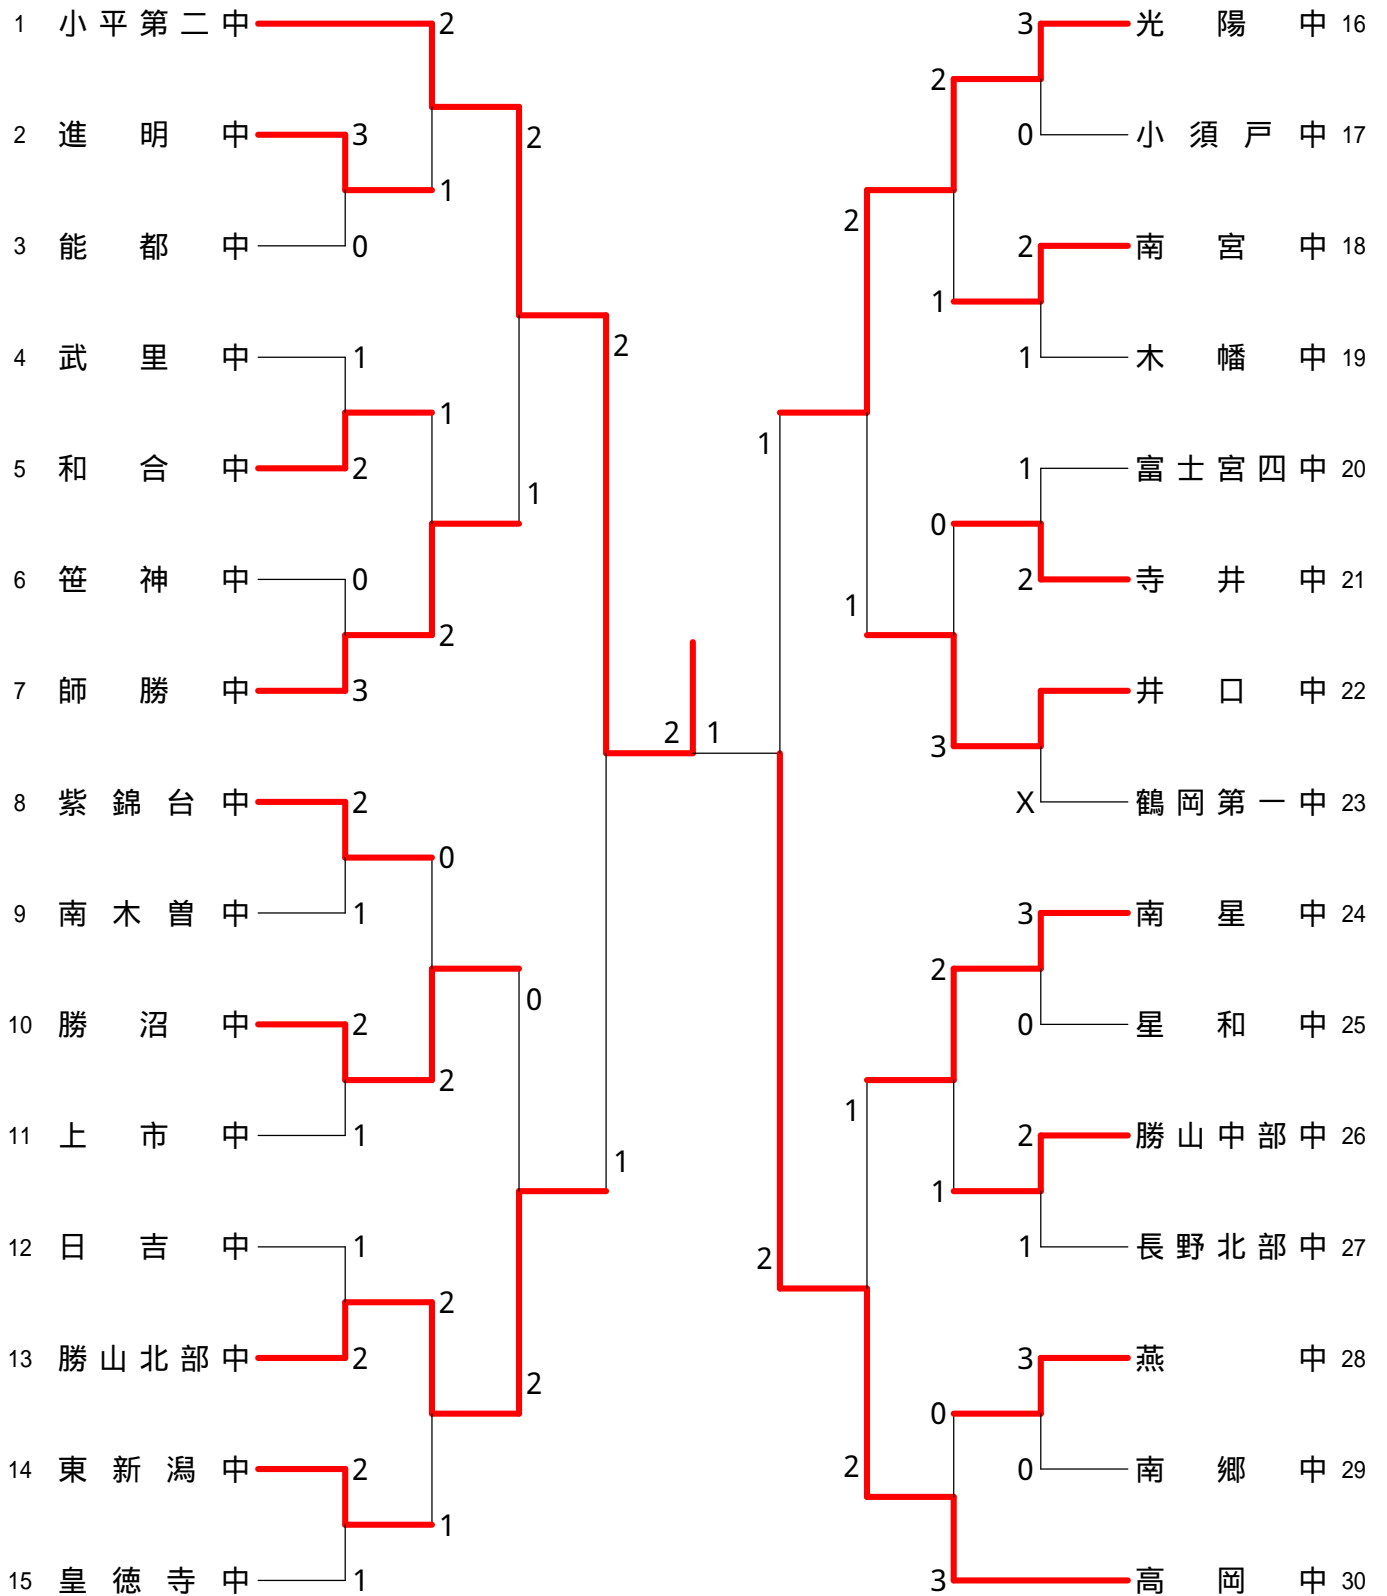 1 小平第二中 2
2 進明中 3
2
1
3 能都中 0
4 武里中 1
2
1
5 和合中 2
1
6 笹神中 0
2
7 師勝中 3
2 1
8 紫錦台中 2
0
9 南木曽中 1
0
10 勝沼中 2
2
11 上市中 1
1
12 日吉中 1
2
13 勝山北部中 2
2
14 東新潟中 2
1
15 皇徳寺中 1
3 光陽中 16
2
0 小須戸中 17
2
2 南宮中 18
1
1 木幡中 19
1
1 富士宮四中 20
0
2 寺井中 21
1
井口中 22
3
X 鶴岡第一中 23
3 南星中 24
2
0 星和中 25
1
2 勝山中部中 26
1
1 長野北部中 27
2
3 燕中 28
0
0 南郷中 29
2
3 高岡中 30